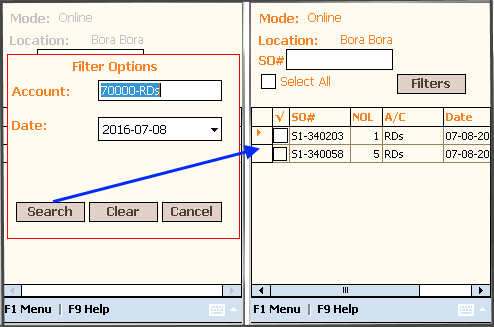 Mode: Online
Location: Bora Bora
Filter Options
Account: 70000-RDs
Date: 2016-07-08
Search Clear Cancel
F1 Menu | F9 Help
Mode: Online
Location: Bora Bora
SO#
Select All Filters
√ SO# NOL A/C Date
S1-340203 1 RDs 07-08-20
S1-340058 5 RDs 07-08-20
F1 Menu | F9 Help